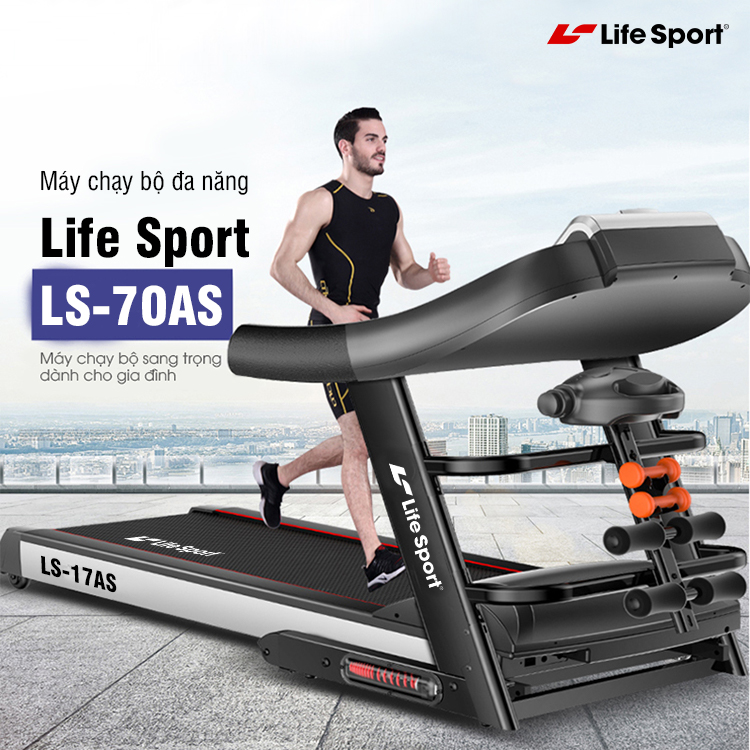 Life Sport®
Máy chạy bộ đa năng
Life Sport
LS-70AS
Máy chạy bộ sang trọng
dành cho gia đình
Life Sport
Life Sport®
LS-17AS